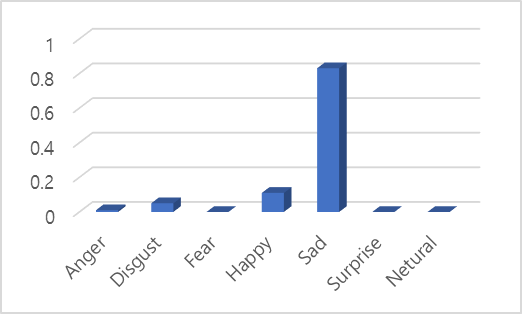 1
0.8
0.6
0.4
0.2
0
Anger
Disgust
Fear
Happy
Sad
Surprise
Netural